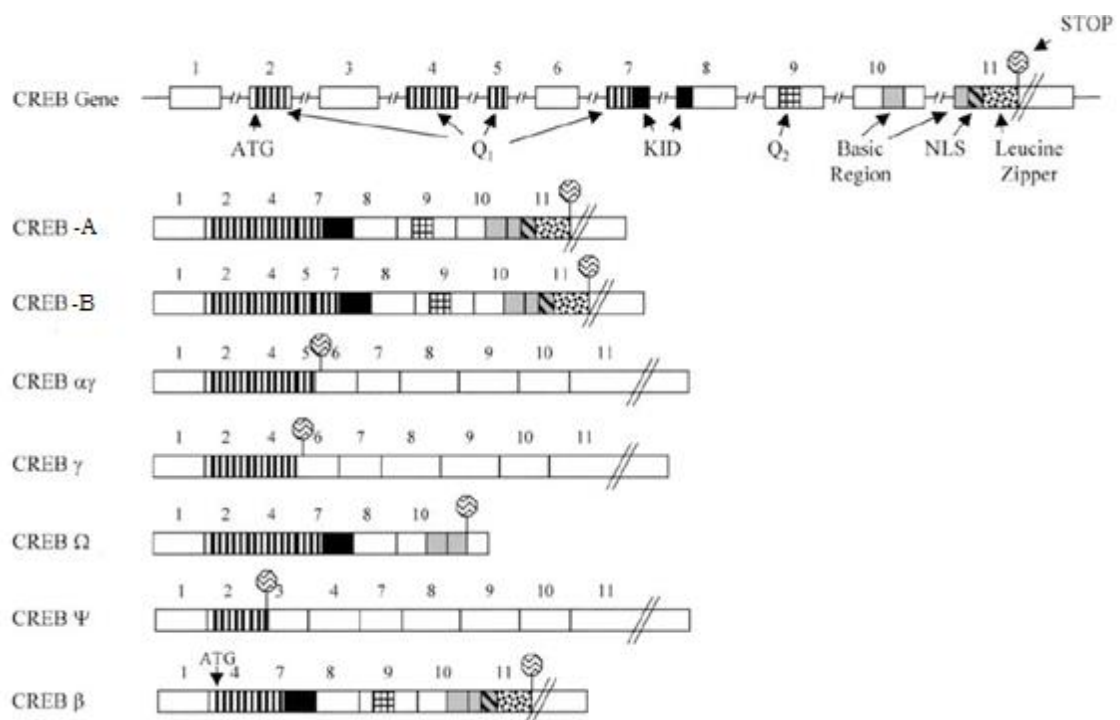 STOP
1 2 3 4 5 6 7 8 9 10 11
CREB Gene
ATG Q1 KID Q2 Basic Region NLS Leucine Zipper
1 2 4 7 8 9 10 11
CREB -A
1 2 4 5 7 8 9 10 11
CREB -B
1 2 4 5 6 7 8 9 10 11
CREB αγ
1 2 4 6 7 8 9 10 11
CREB γ
1 2 4 7 8 10
CREB Ω
1 2 3 4 7 8 9 10 11
CREB Ψ
ATG
1 4 7 8 9 10 11
CREB β